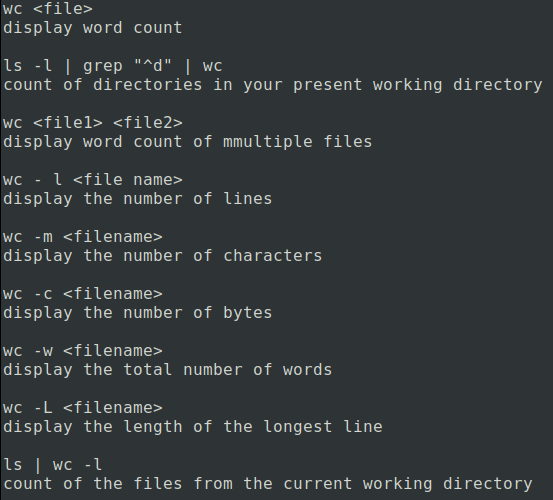 wc <file>
display word count
ls -l | grep "^d" | wc
count of directories in your present working directory
wc <file1> <file2>
display word count of mmultiple files
wc - l <file name>
display the number of lines
wc -m <filename>
display the number of characters
wc -c <filename>
display the number of bytes
wc -w <filename>
display the total number of words
wc -L <filename>
display the length of the longest line
ls | wc -l
count of the files from the current working directory